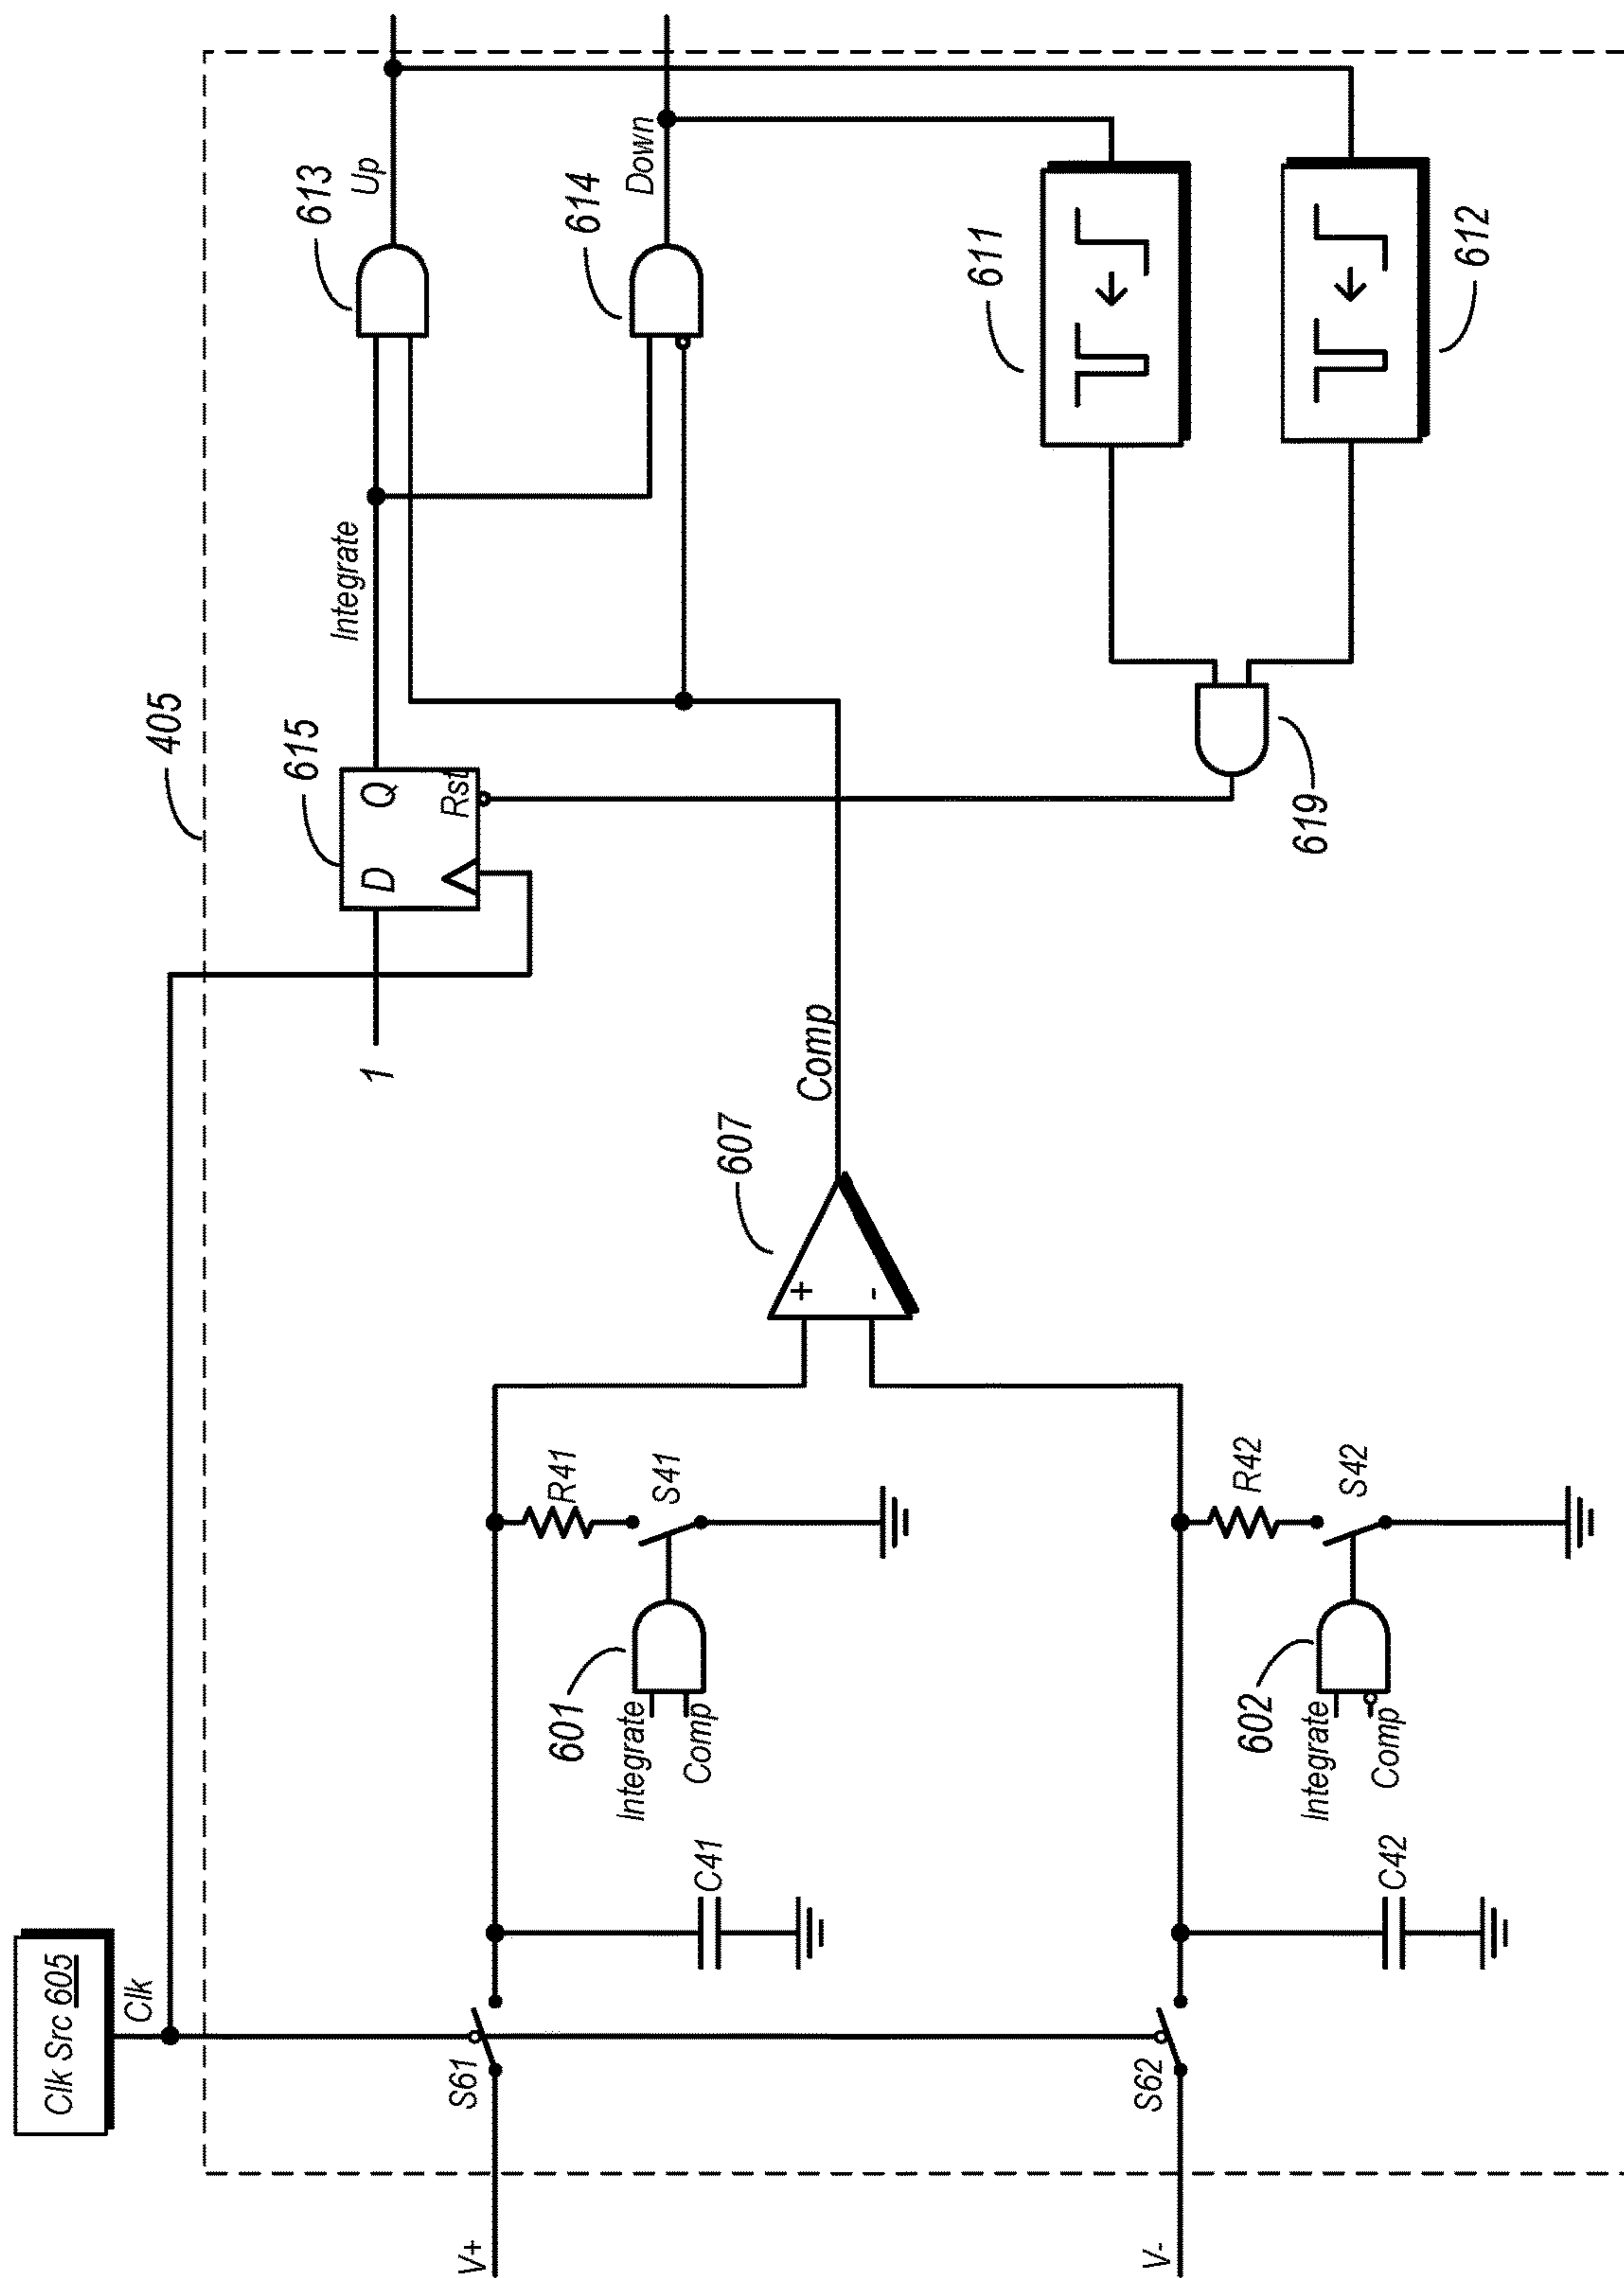 Clk Src 605
Clk
405
V+
S61
C41
601
Integrate
Comp
R41
S41
V-
S62
C42
602
Integrate
Comp
R42
S42
607
+
-
Comp
1
615
D
Q
Rst
Integrate
613
Up
614
Down
611
612
619